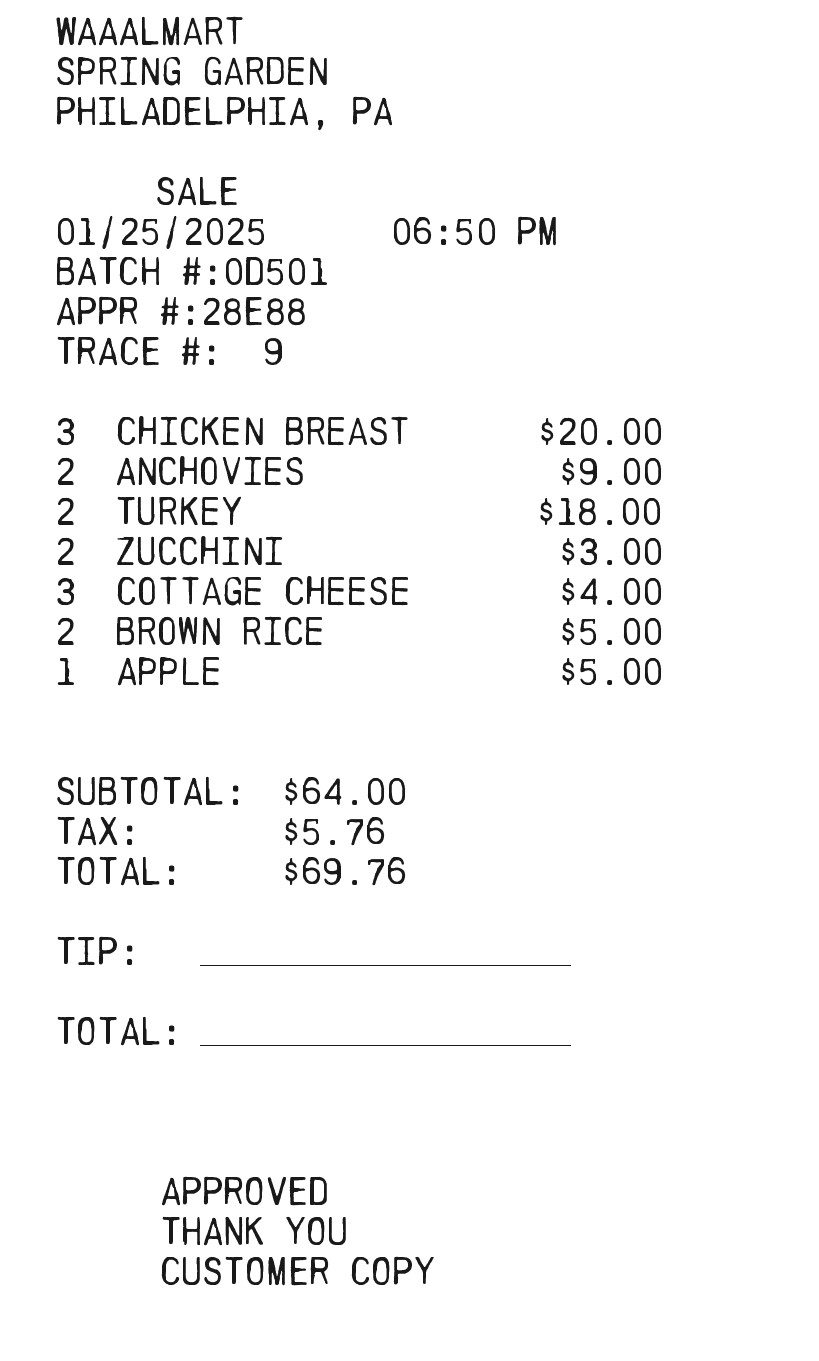 WAAALMART
SPRING GARDEN
PHILADELPHIA, PA
SALE
01/25/2025 06:50 PM
BATCH #:0D501
APPR #:28E88
TRACE #: 9
3 CHICKEN BREAST $20.00
2 ANCHOVIES $9.00
2 TURKEY $18.00
2 ZUCCHINI $3.00
3 COTTAGE CHEESE $4.00
2 BROWN RICE $5.00
1 APPLE $5.00
SUBTOTAL: $64.00
TAX: $5.76
TOTAL: $69.76
TIP:
TOTAL:
APPROVED
THANK YOU
CUSTOMER COPY